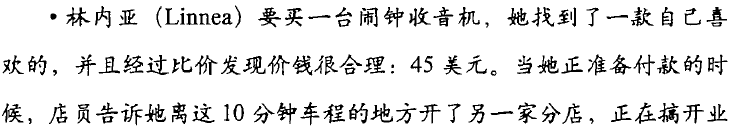 •林内亚（Linnea）要买一台闹钟收音机，她找到了一款自己喜
欢的，并且经过比价发现价钱很合理：45 美元。当她正准备付款的时
候，店员告诉她离这 10 分钟车程的地方开了另一家分店，正在搞开业